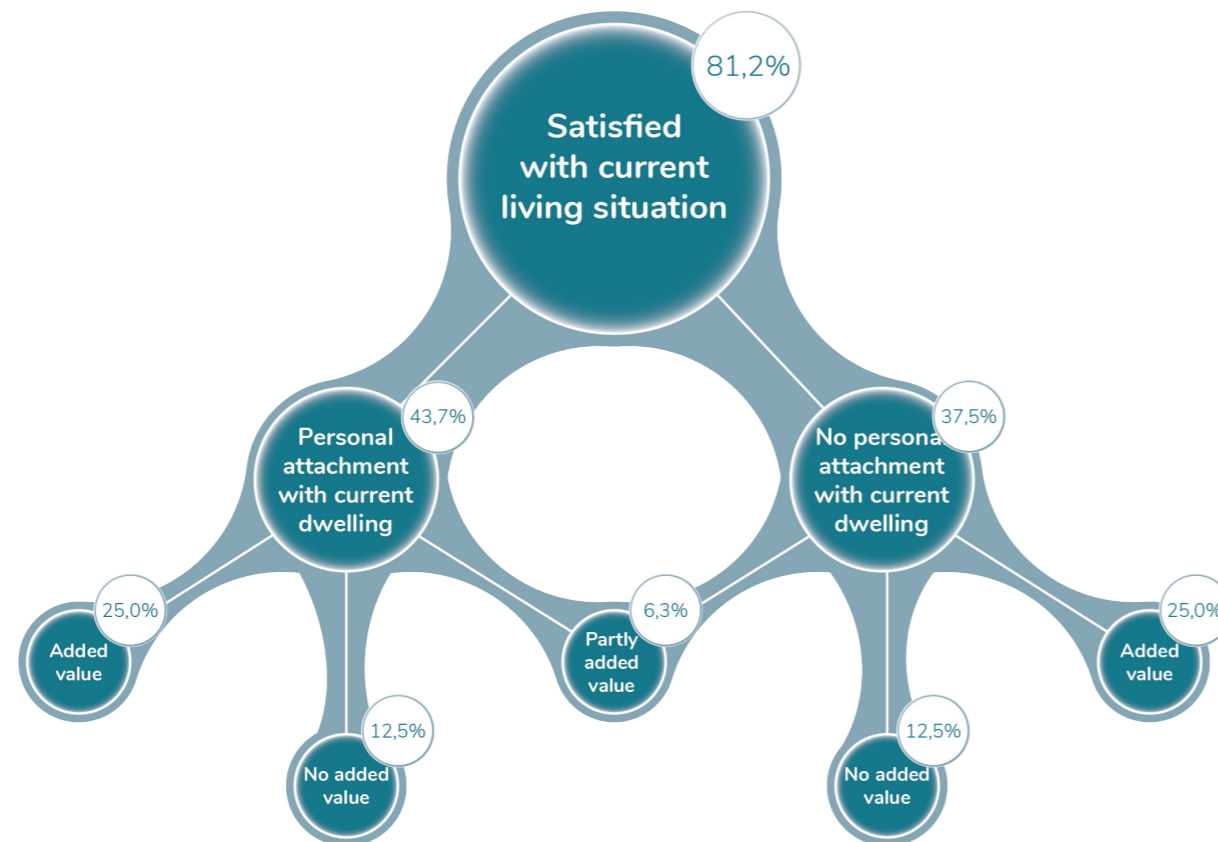 81,2%
Satisfied
with current
living situation
43,7%
Personal
attachment
with current
dwelling
37,5%
No personal
attachment
with current
dwelling
25,0%
Added
value
6,3%
Partly
added
value
25,0%
Added
value
12,5%
No added
value
12,5%
No added
value